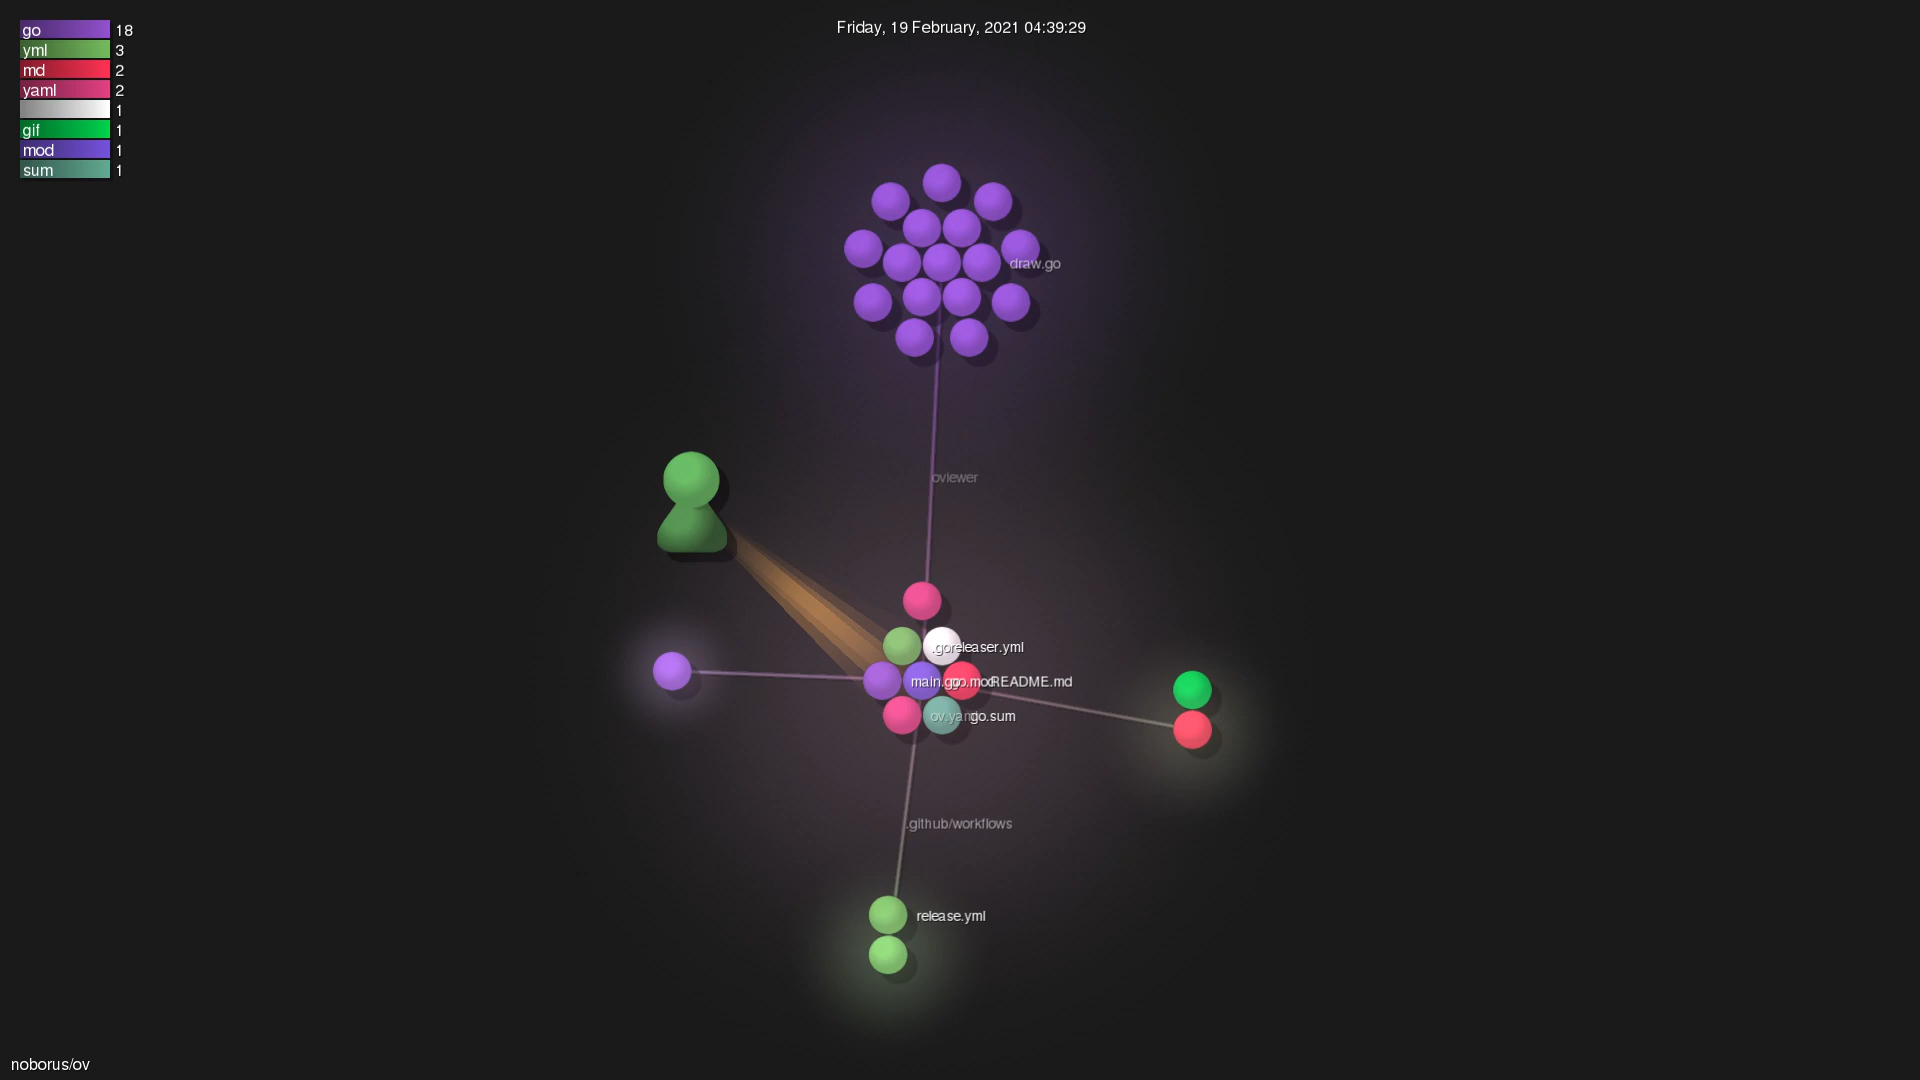 Friday, 19 February, 2021 04:39:29
go 18
yml 3
md 2
yaml 2
1
gif 1
mod 1
sum 1
draw.go
oviewer
.goreleaser.yml
main.go
go.mod
README.md
ov.yaml
go.sum
.github/workflows
release.yml
noborus/ov